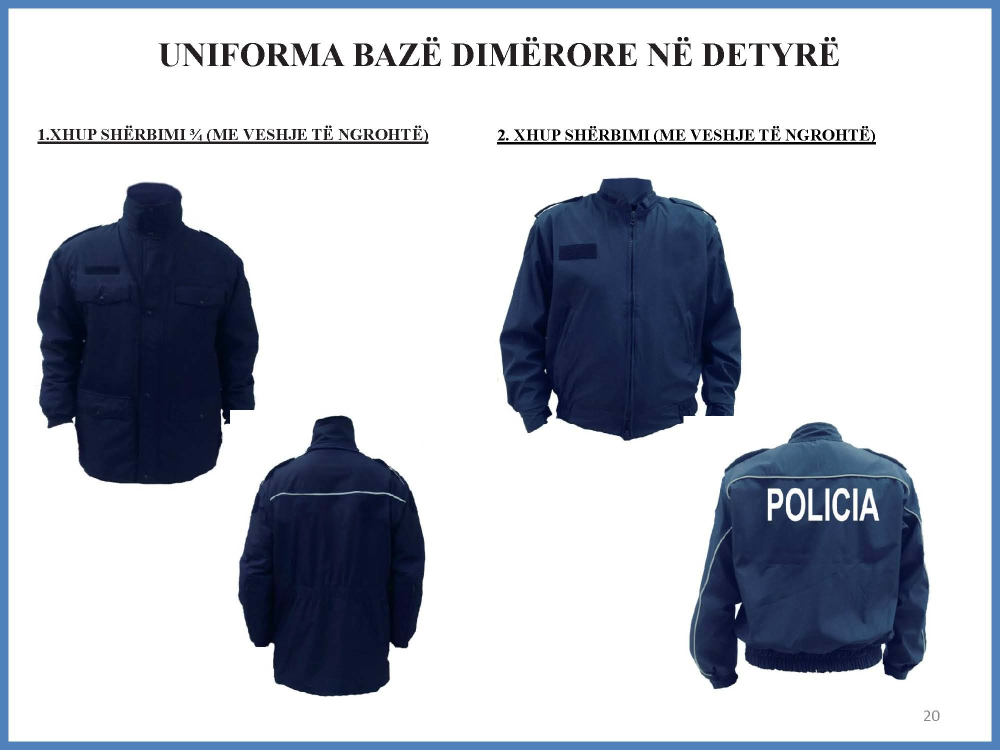 UNIFORMA BAZË DIMËRORE NË DETYRË
1.XHUP SHËRBIMI ¾ (ME VESHJE TË NGROHTË)
2. XHUP SHËRBIMI (ME VESHJE TË NGROHTË)
POLICIA
20